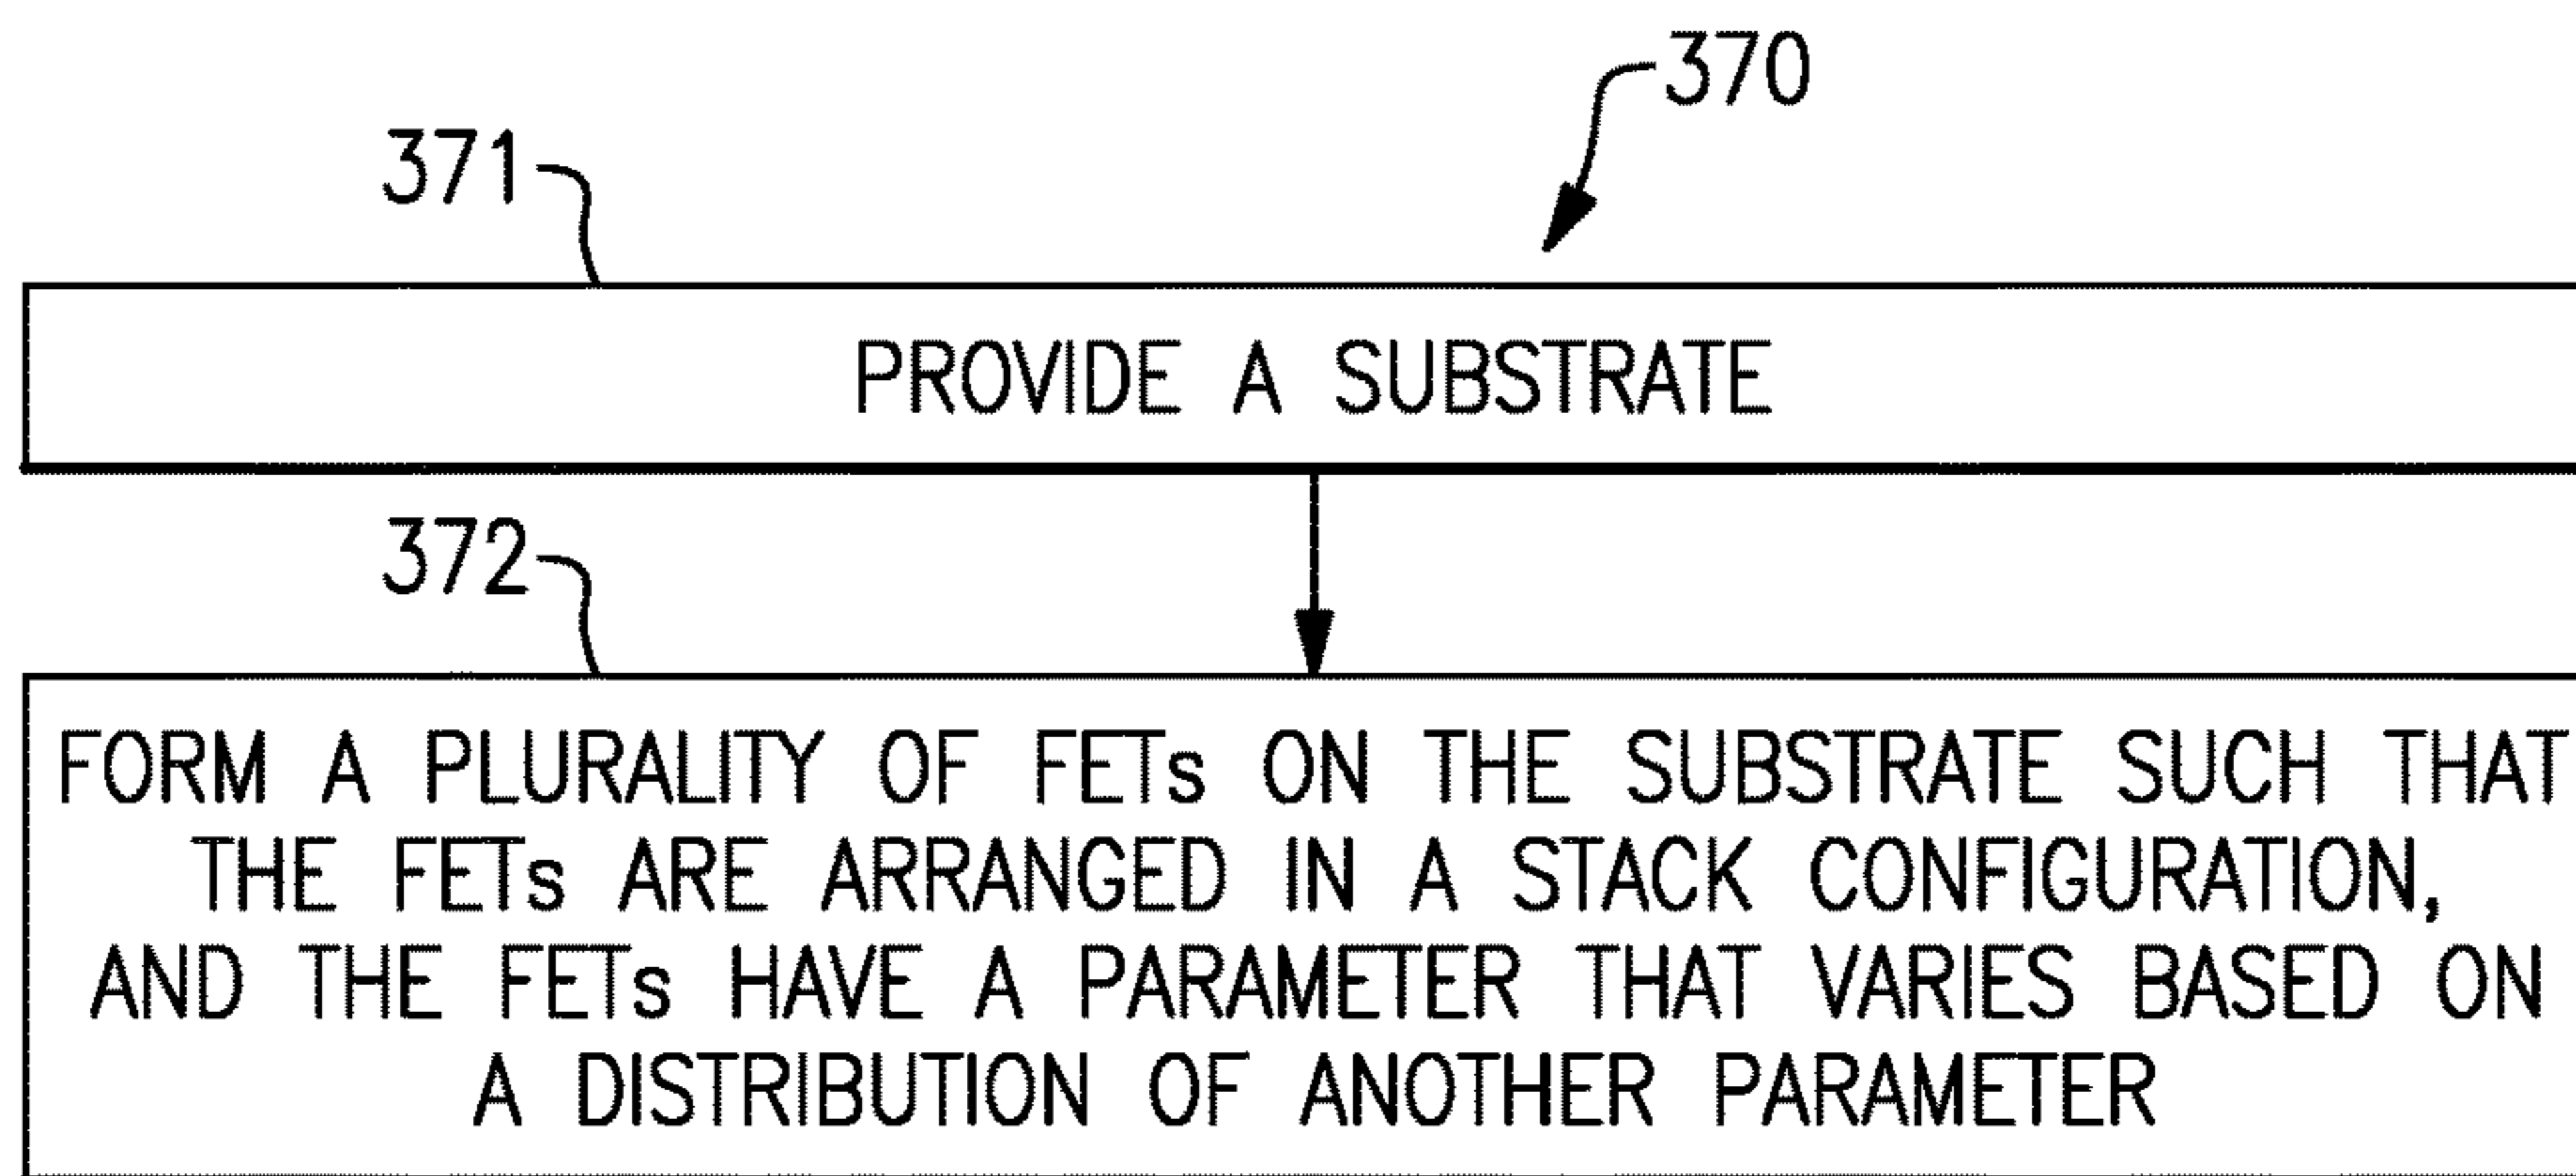 370
371
PROVIDE A SUBSTRATE
372
FORM A PLURALITY OF FETs ON THE SUBSTRATE SUCH THAT
THE FETs ARE ARRANGED IN A STACK CONFIGURATION,
AND THE FETs HAVE A PARAMETER THAT VARIES BASED ON
A DISTRIBUTION OF ANOTHER PARAMETER